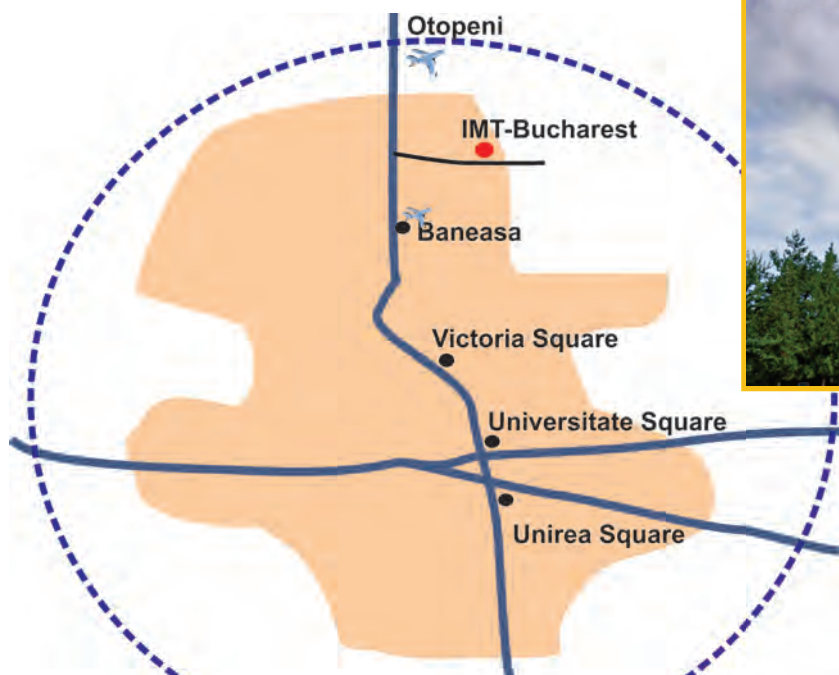 Otopeni
IMT-Bucharest
Baneasa
Victoria Square
Universitate Square
Unirea Square